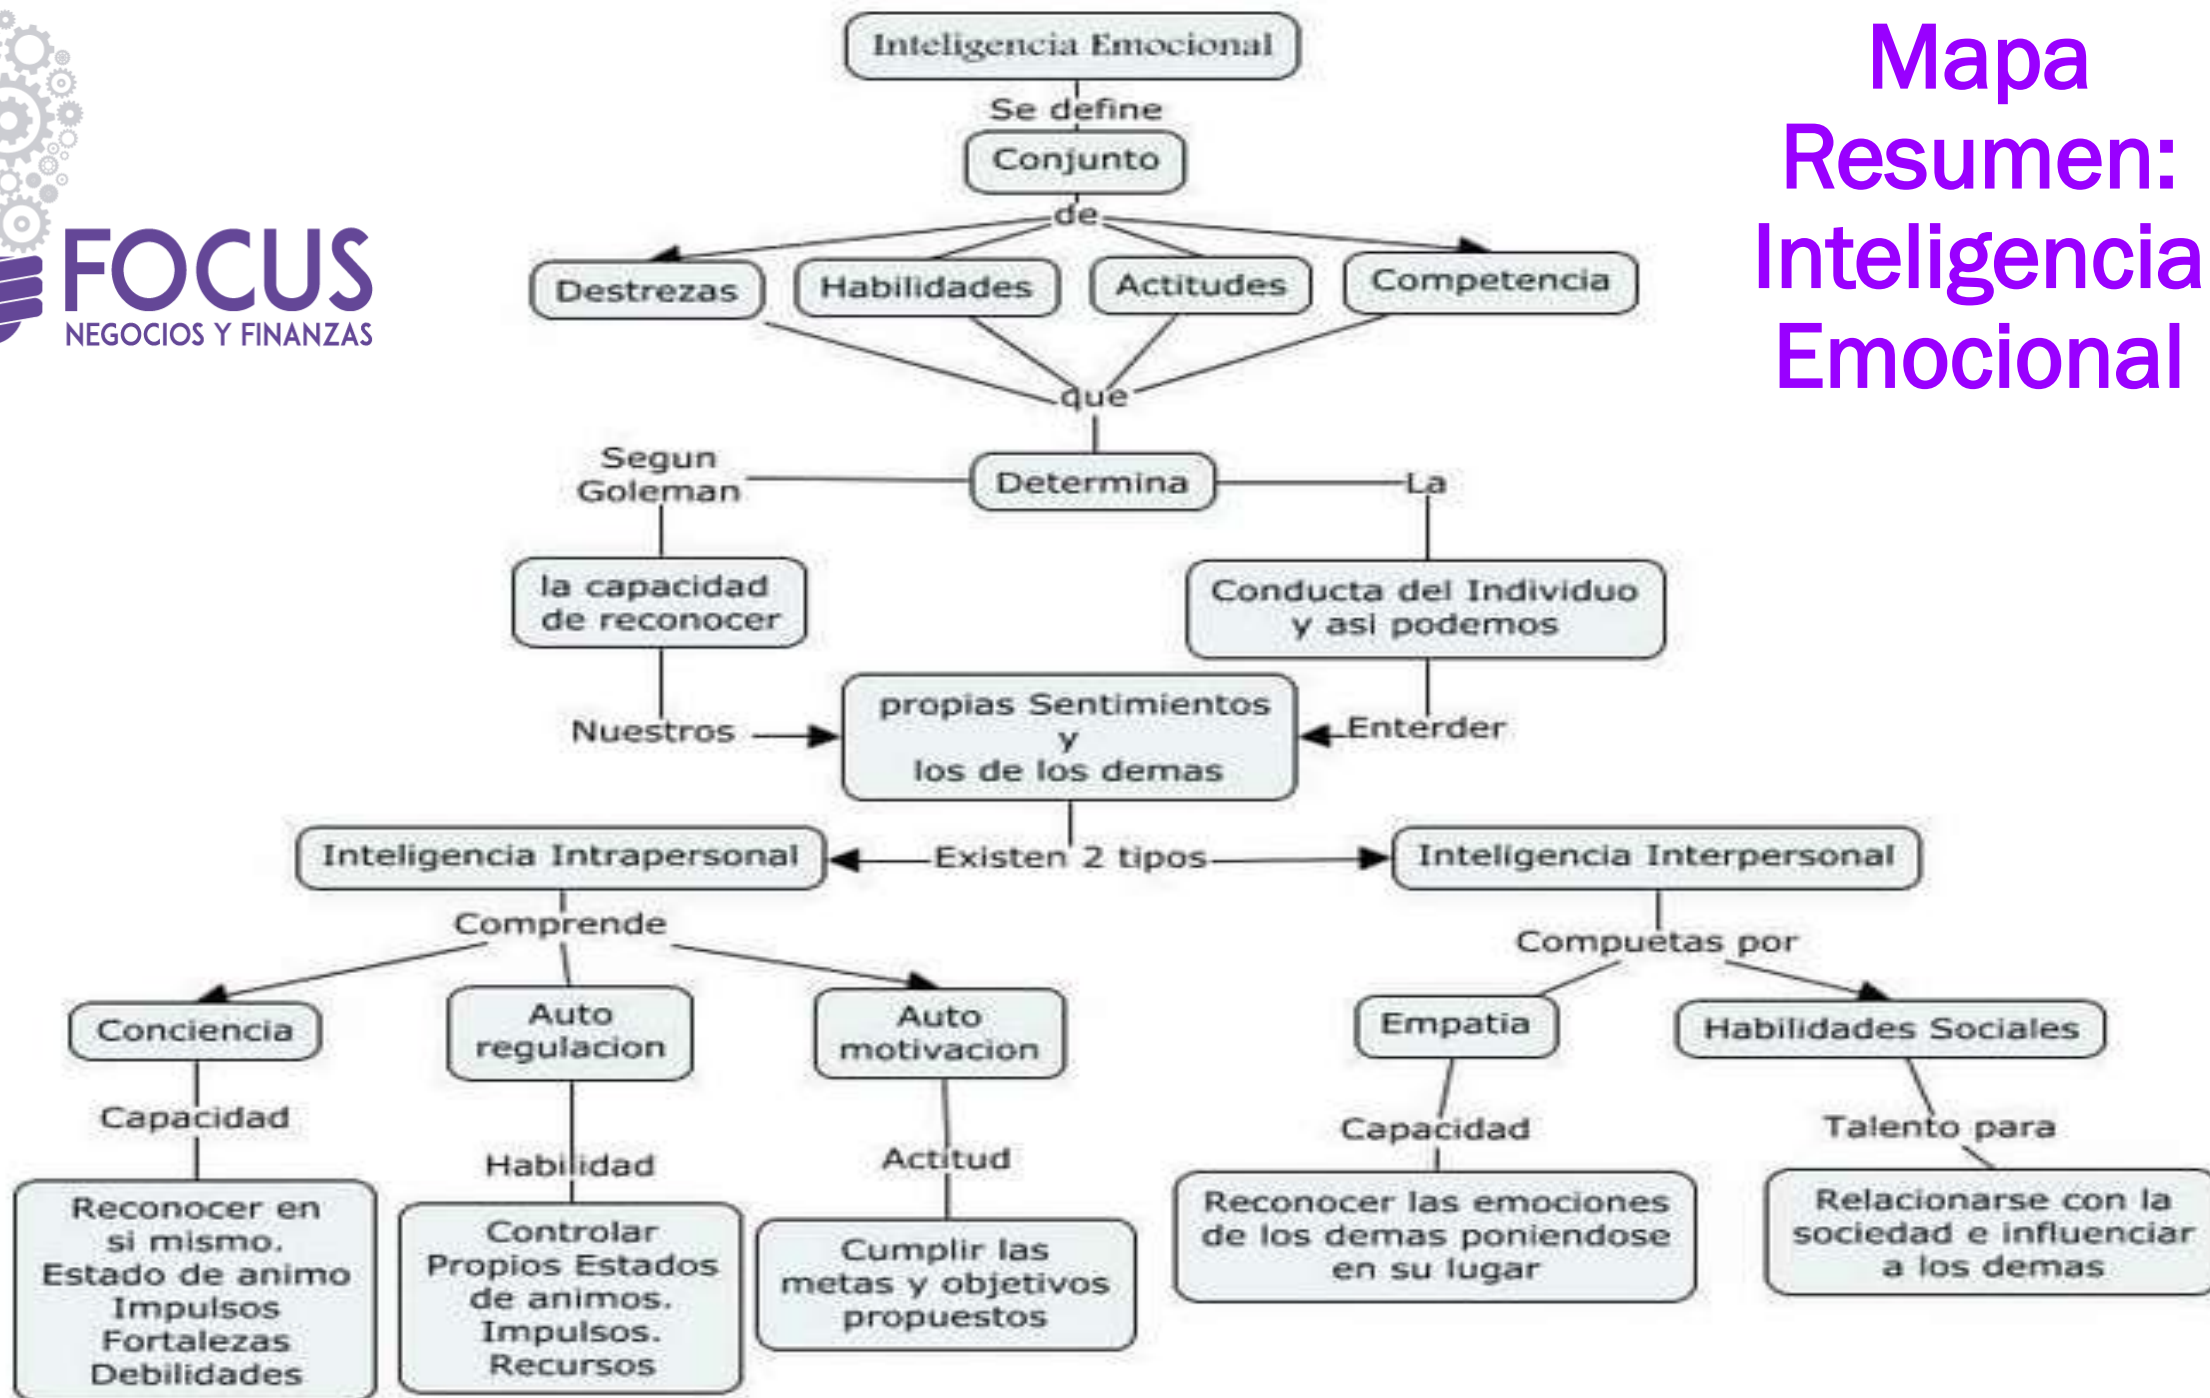 Inteligencia Emocional
Mapa
Resumen:
Inteligencia
Emocional
FOCUS
NEGOCIOS Y FINANZAS
Se define
Conjunto
de
Destrezas
Habilidades
Actitudes
Competencia
que
Determina
Segun
Goleman
La
la capacidad
de reconocer
Conducta del Individuo
y asi podemos
Nuestros
propias Sentimientos
y
los de los demas
Enterder
Existen 2 tipos
Inteligencia Intrapersonal
Inteligencia Interpersonal
Comprende
Compuetas por
Conciencia
Auto
regulacion
Auto
motivacion
Empatia
Habilidades Sociales
Capacidad
Habilidad
Actitud
Capacidad
Talento para
Reconocer en
si mismo.
Estado de animo
Impulsos
Fortalezas
Debilidades
Controlar
Propios Estados
de animos.
Impulsos.
Recursos
Cumplir las
metas y objetivos
propuestos
Reconocer las emociones
de los demas poniendose
en su lugar
Relacionarse con la
sociedad e influenciar
a los demas